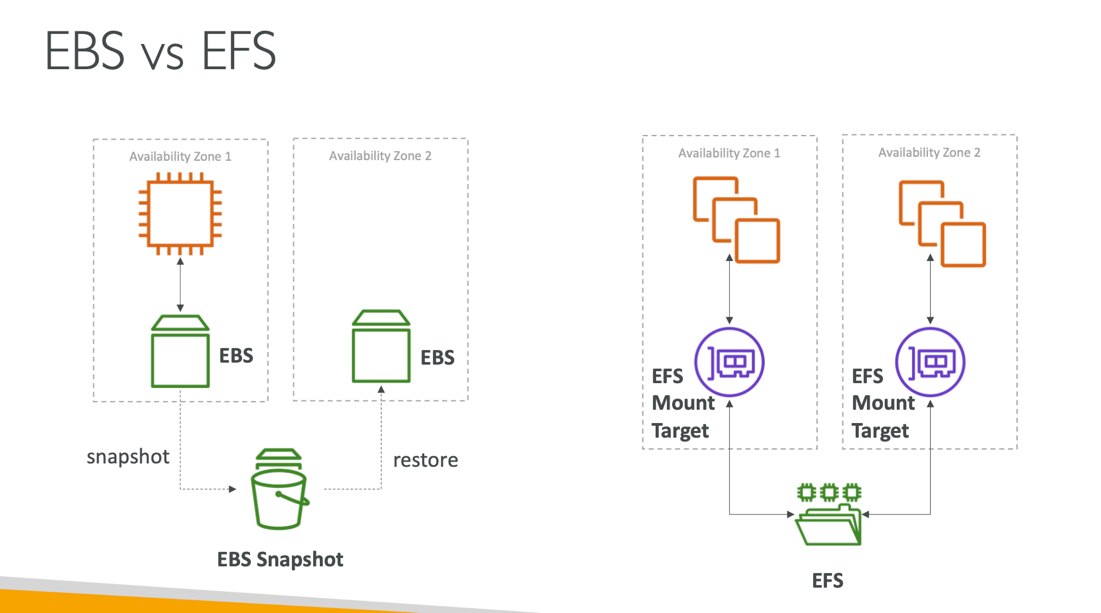 EBS vs EFS
Availability Zone 1
Availability Zone 2
EBS
EBS
snapshot
restore
EBS Snapshot
Availability Zone 1
Availability Zone 2
EFS
Mount
Target
EFS
Mount
Target
EFS